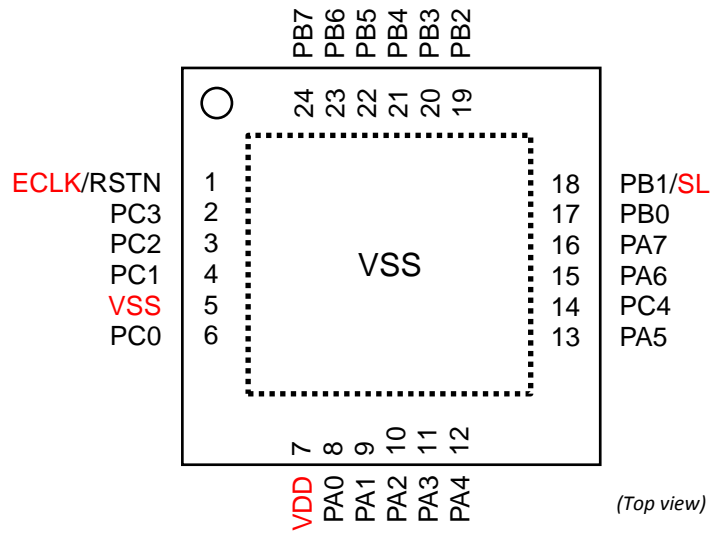 PB7 PB6 PB5 PB4 PB3 PB2
24 23 22 21 20 19
ECLK/RSTN 1 18 PB1/SL
PC3 2 17 PB0
PC2 3 16 PA7
PC1 4 VSS 15 PA6
VSS 5 14 PC4
PC0 6 13 PA5
7 8 9 10 11 12
VDD PA0 PA1 PA2 PA3 PA4
(Top view)